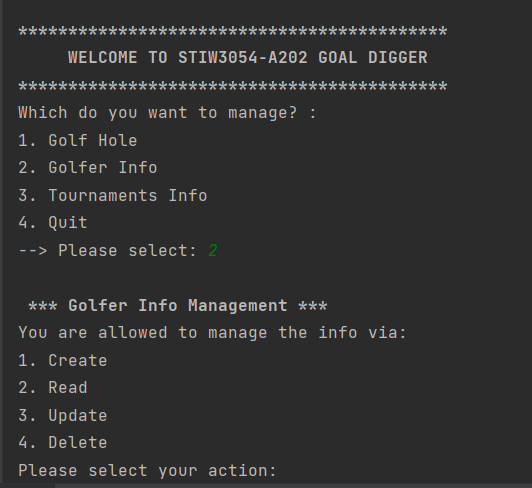 *******************************************
WELCOME TO STIW3054-A202 GOAL DIGGER
*******************************************
Which do you want to manage? :
1. Golf Hole
2. Golfer Info
3. Tournaments Info
4. Quit
--> Please select: 2
*** Golfer Info Management ***
You are allowed to manage the info via:
1. Create
2. Read
3. Update
4. Delete
Please select your action: